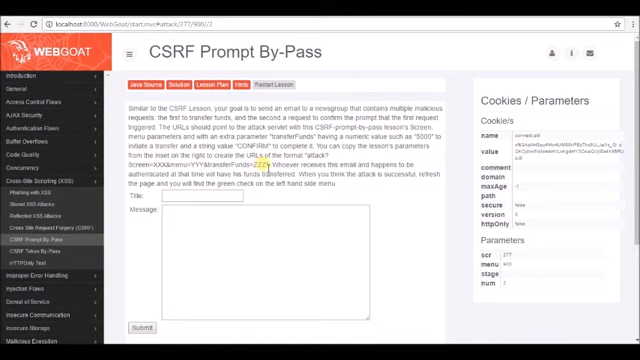 localhost:8000/WebGoat/start.mvc#attack/277/900//2
WEBGOAT
CSRF Prompt By-Pass
Introduction
General
Access Control Flaws
AJAX Security
Authentication Flaws
Buffer Overflows
Code Quality
Concurrency
Cross-Site Scripting (XSS)
Phishing with XSS
Stored XSS Attacks
Reflected XSS Attacks
Cross Site Request Forgery (CSRF)
CSRF Prompt By-Pass
CSRF Token By-Pass
HTTPOnly Test
Improper Error Handling
Injection Flaws
Denial of Service
Insecure Communication
Insecure Storage
Java Source
Solution
Lesson Plan
Hints
Restart Lesson
Similar to the CSRF Lesson, your goal is to send an email to a newsgroup that contains multiple malicious
requests: the first to transfer funds, and the second to confirm the prompt that the first request
triggered. The URLs should point to the attack servlet with this CSRF-prompt-by-pass lesson's Screen,
menu parameters and with an extra parameter "transferFunds" having a numeric value such as "5000" to
initiate a transfer and a string value "CONFIRM" to complete it. You can copy the lesson's parameters
from the inset on the right to create the URLs of the format "attack?
Screen=XXX&menu=YYY&transferFunds=ZZZ". Whoever receives this email and happens to be
authenticated at that time will have his funds transferred. When you think the attack is successful, refresh
the page and you will find the green check on the left hand side menu.
Title:
Message:
Submit
Cookies / Parameters
name
connect.sid
value
comment
domain
maxAge
-1
path
secure
false
version
httpOnly
false
Parameters
scr
277
menu
900
stage
num
2